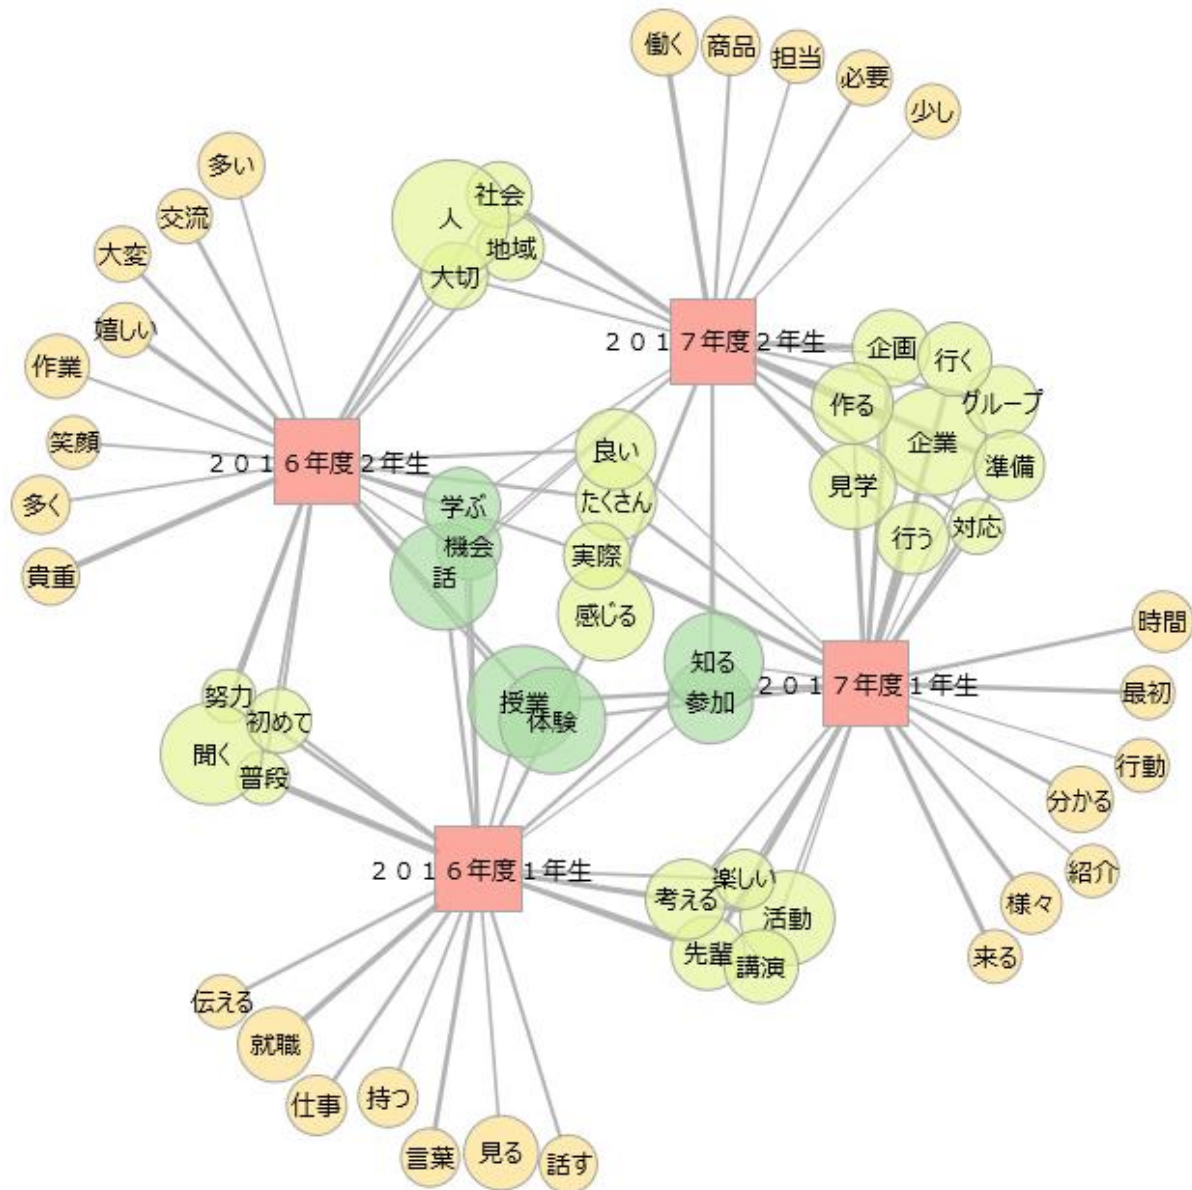 働く
商品
担当
必要
少し
多い
交流
大変
嬉しい
作業
笑顔
多く
貴重
人
社会
地域
大切
2017年度2年生
企画
行く
作る
グループ
企業
準備
見学
行う
対応
2016年度2年生
良い
たくさん
学ぶ
機会
話
実際
感じる
知る
参加
2017年度1年生
授業
体験
努力
初めて
聞く
普段
時間
最初
行動
分かる
紹介
様々
来る
2016年度1年生
楽しい
考える
活動
先輩
講演
伝える
就職
仕事
持つ
言葉
見る
話す